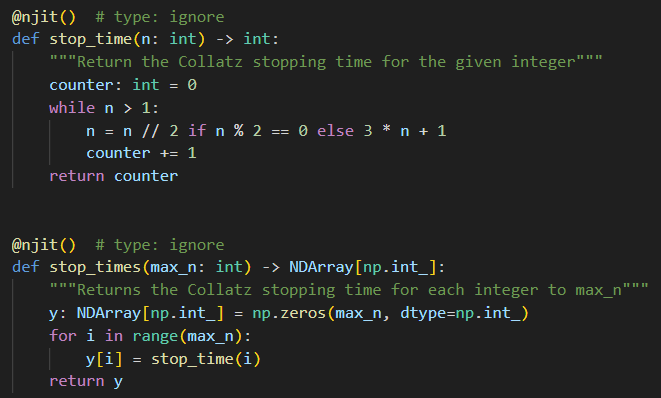 @njit()  # type: ignore
def stop_time(n: int) -> int:
    """Return the Collatz stopping time for the given integer"""
    counter: int = 0
    while n > 1:
        n = n // 2 if n % 2 == 0 else 3 * n + 1
        counter += 1
    return counter
@njit()  # type: ignore
def stop_times(max_n: int) -> NDArray[np.int_]:
    """Returns the Collatz stopping time for each integer to max_n"""
    y: NDArray[np.int_] = np.zeros(max_n, dtype=np.int_)
    for i in range(max_n):
        y[i] = stop_time(i)
    return y